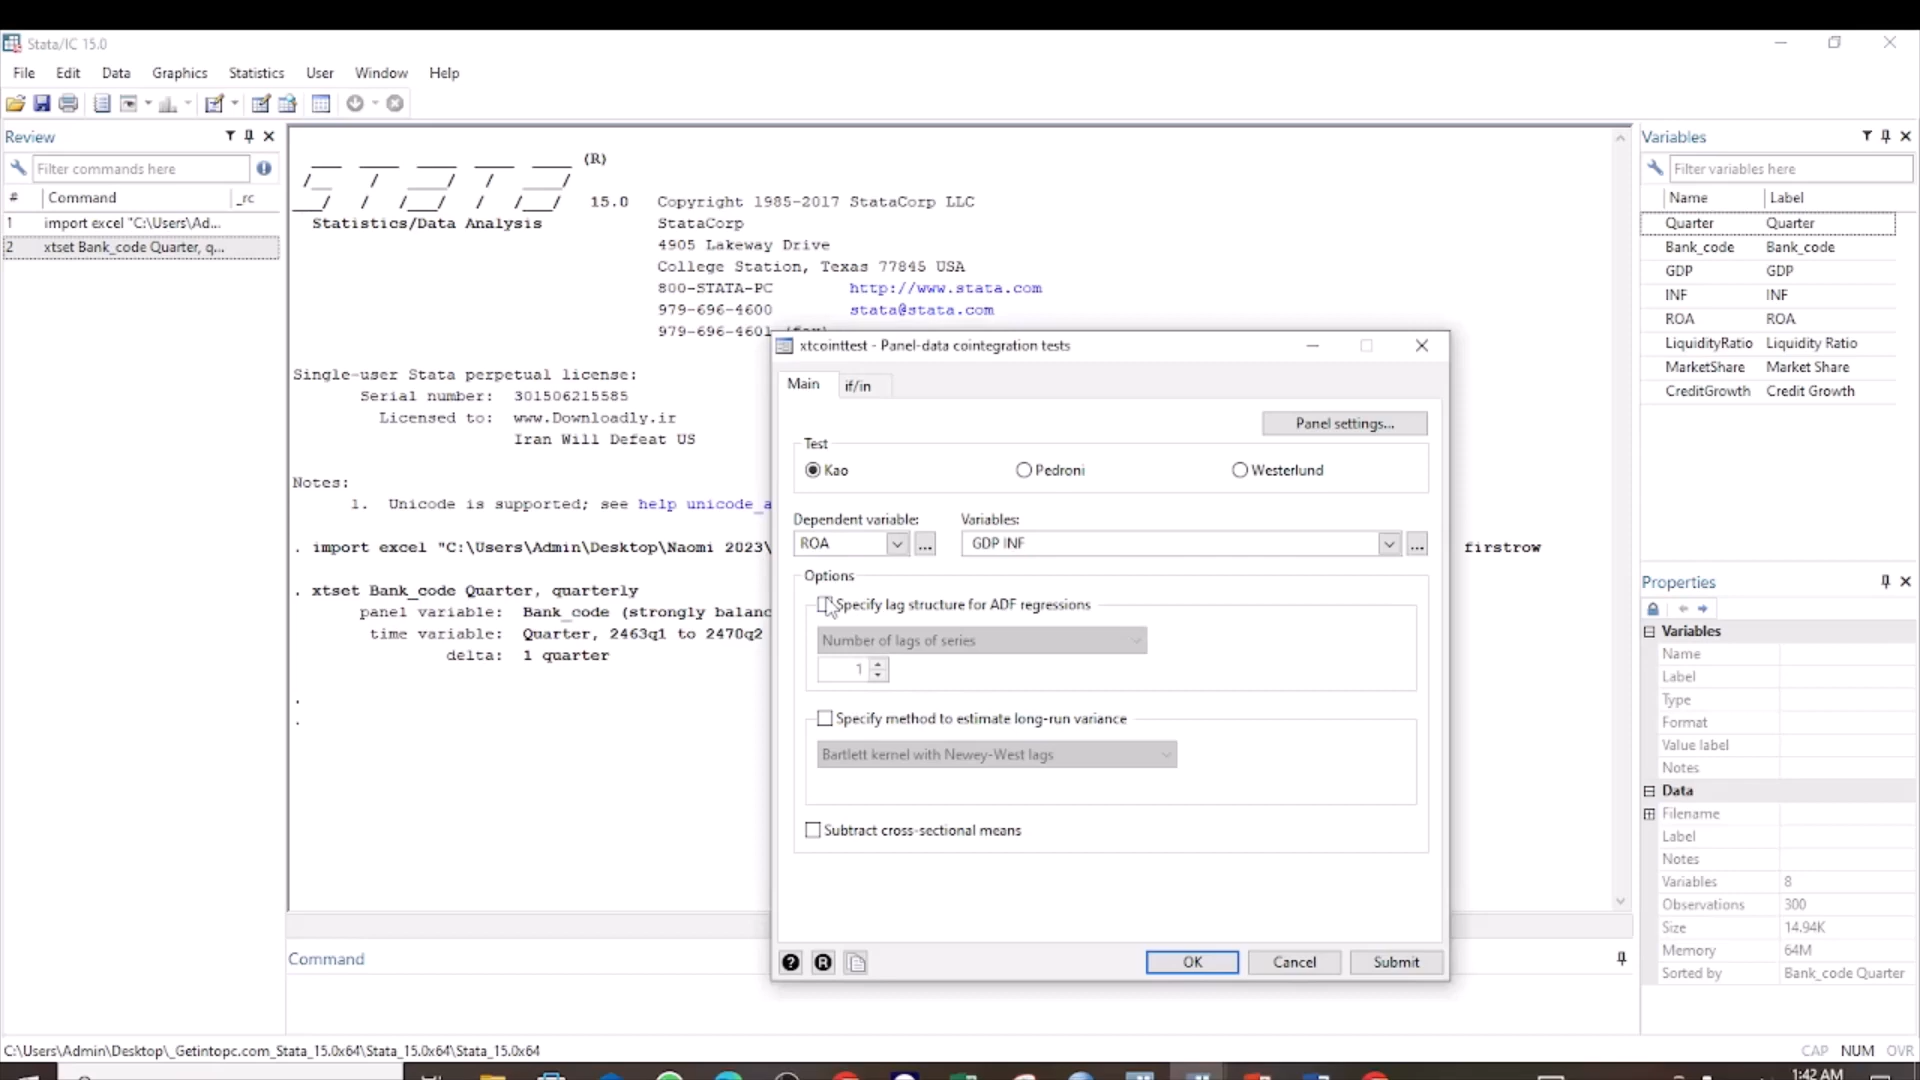 Stata/IC 15.0
File Edit Data Graphics Statistics User Window Help
Review
Filter commands here
# Command _rc
1 import excel "C:\Users\Ad...
2 xtset Bank_code Quarter, q...
(R)
STATA 15.0 Copyright 1985-2017 StataCorp LLC
Statistics/Data Analysis StataCorp
4905 Lakeway Drive
College Station, Texas 77845 USA
800-STATA-PC http://www.stata.com
979-696-4600 stata@stata.com
979-696-4601 (fax)
Single-user Stata perpetual license:
Serial number: 301506215585
Licensed to: www.Downloadly.ir
Iran Will Defeat US
Notes:
1. Unicode is supported; see help unicode_a
. import excel "C:\Users\Admin\Desktop\Naomi 2023\ firstrow
. xtset Bank_code Quarter, quarterly
panel variable: Bank_code (strongly balanc
time variable: Quarter, 2463q1 to 2470q2
delta: 1 quarter
.
.
Command
xtcointtest - Panel-data cointegration tests
Main if/in
Panel settings...
Test
Kao Pedroni Westerlund
Dependent variable: Variables:
ROA ... GDP INF ...
Options
Specify lag structure for ADF regressions
Number of lags of series
1
Specify method to estimate long-run variance
Bartlett kernel with Newey-West lags
Subtract cross-sectional means
? R OK Cancel Submit
Variables
Filter variables here
Name Label
Quarter Quarter
Bank_code Bank_code
GDP GDP
INF INF
ROA ROA
LiquidityRatio Liquidity Ratio
MarketShare Market Share
CreditGrowth Credit Growth
Properties
Variables
Name
Label
Type
Format
Value label
Notes
Data
Filename
Label
Notes
Variables 8
Observations 300
Size 14.94K
Memory 64M
Sorted by Bank_code Quarter
C:\Users\Admin\Desktop\_Getintopc.com_Stata_15.0x64\Stata_15.0x64\Stata_15.0x64
CAP NUM OVR
1:42 AM